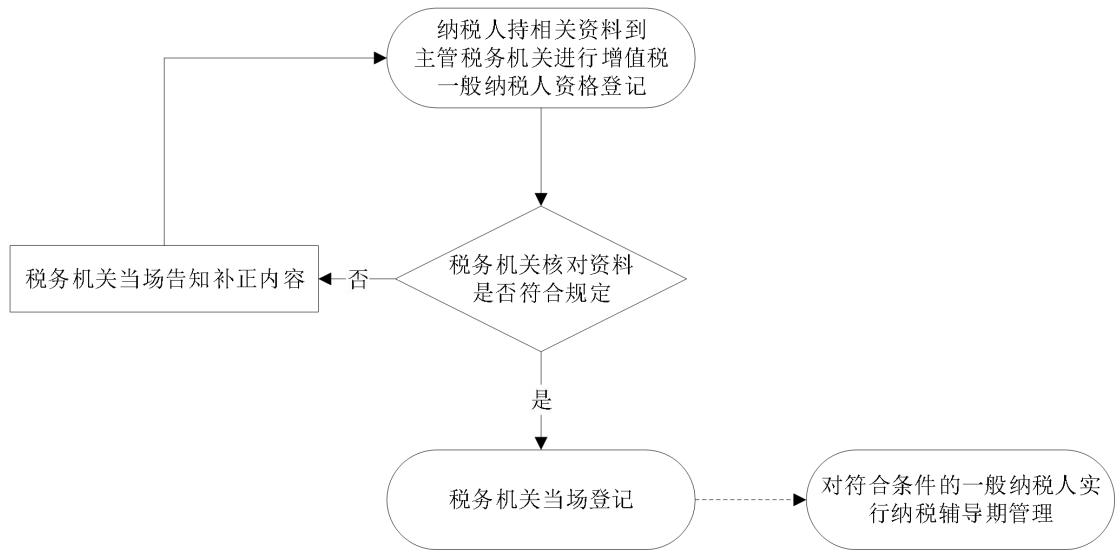 纳税人持相关资料到
主管税务机关进行增值税
一般纳税人资格登记
税务机关核对资料
是否符合规定
否
税务机关当场告知补正内容
是
税务机关当场登记
对符合条件的一般纳税人实
行纳税辅导期管理